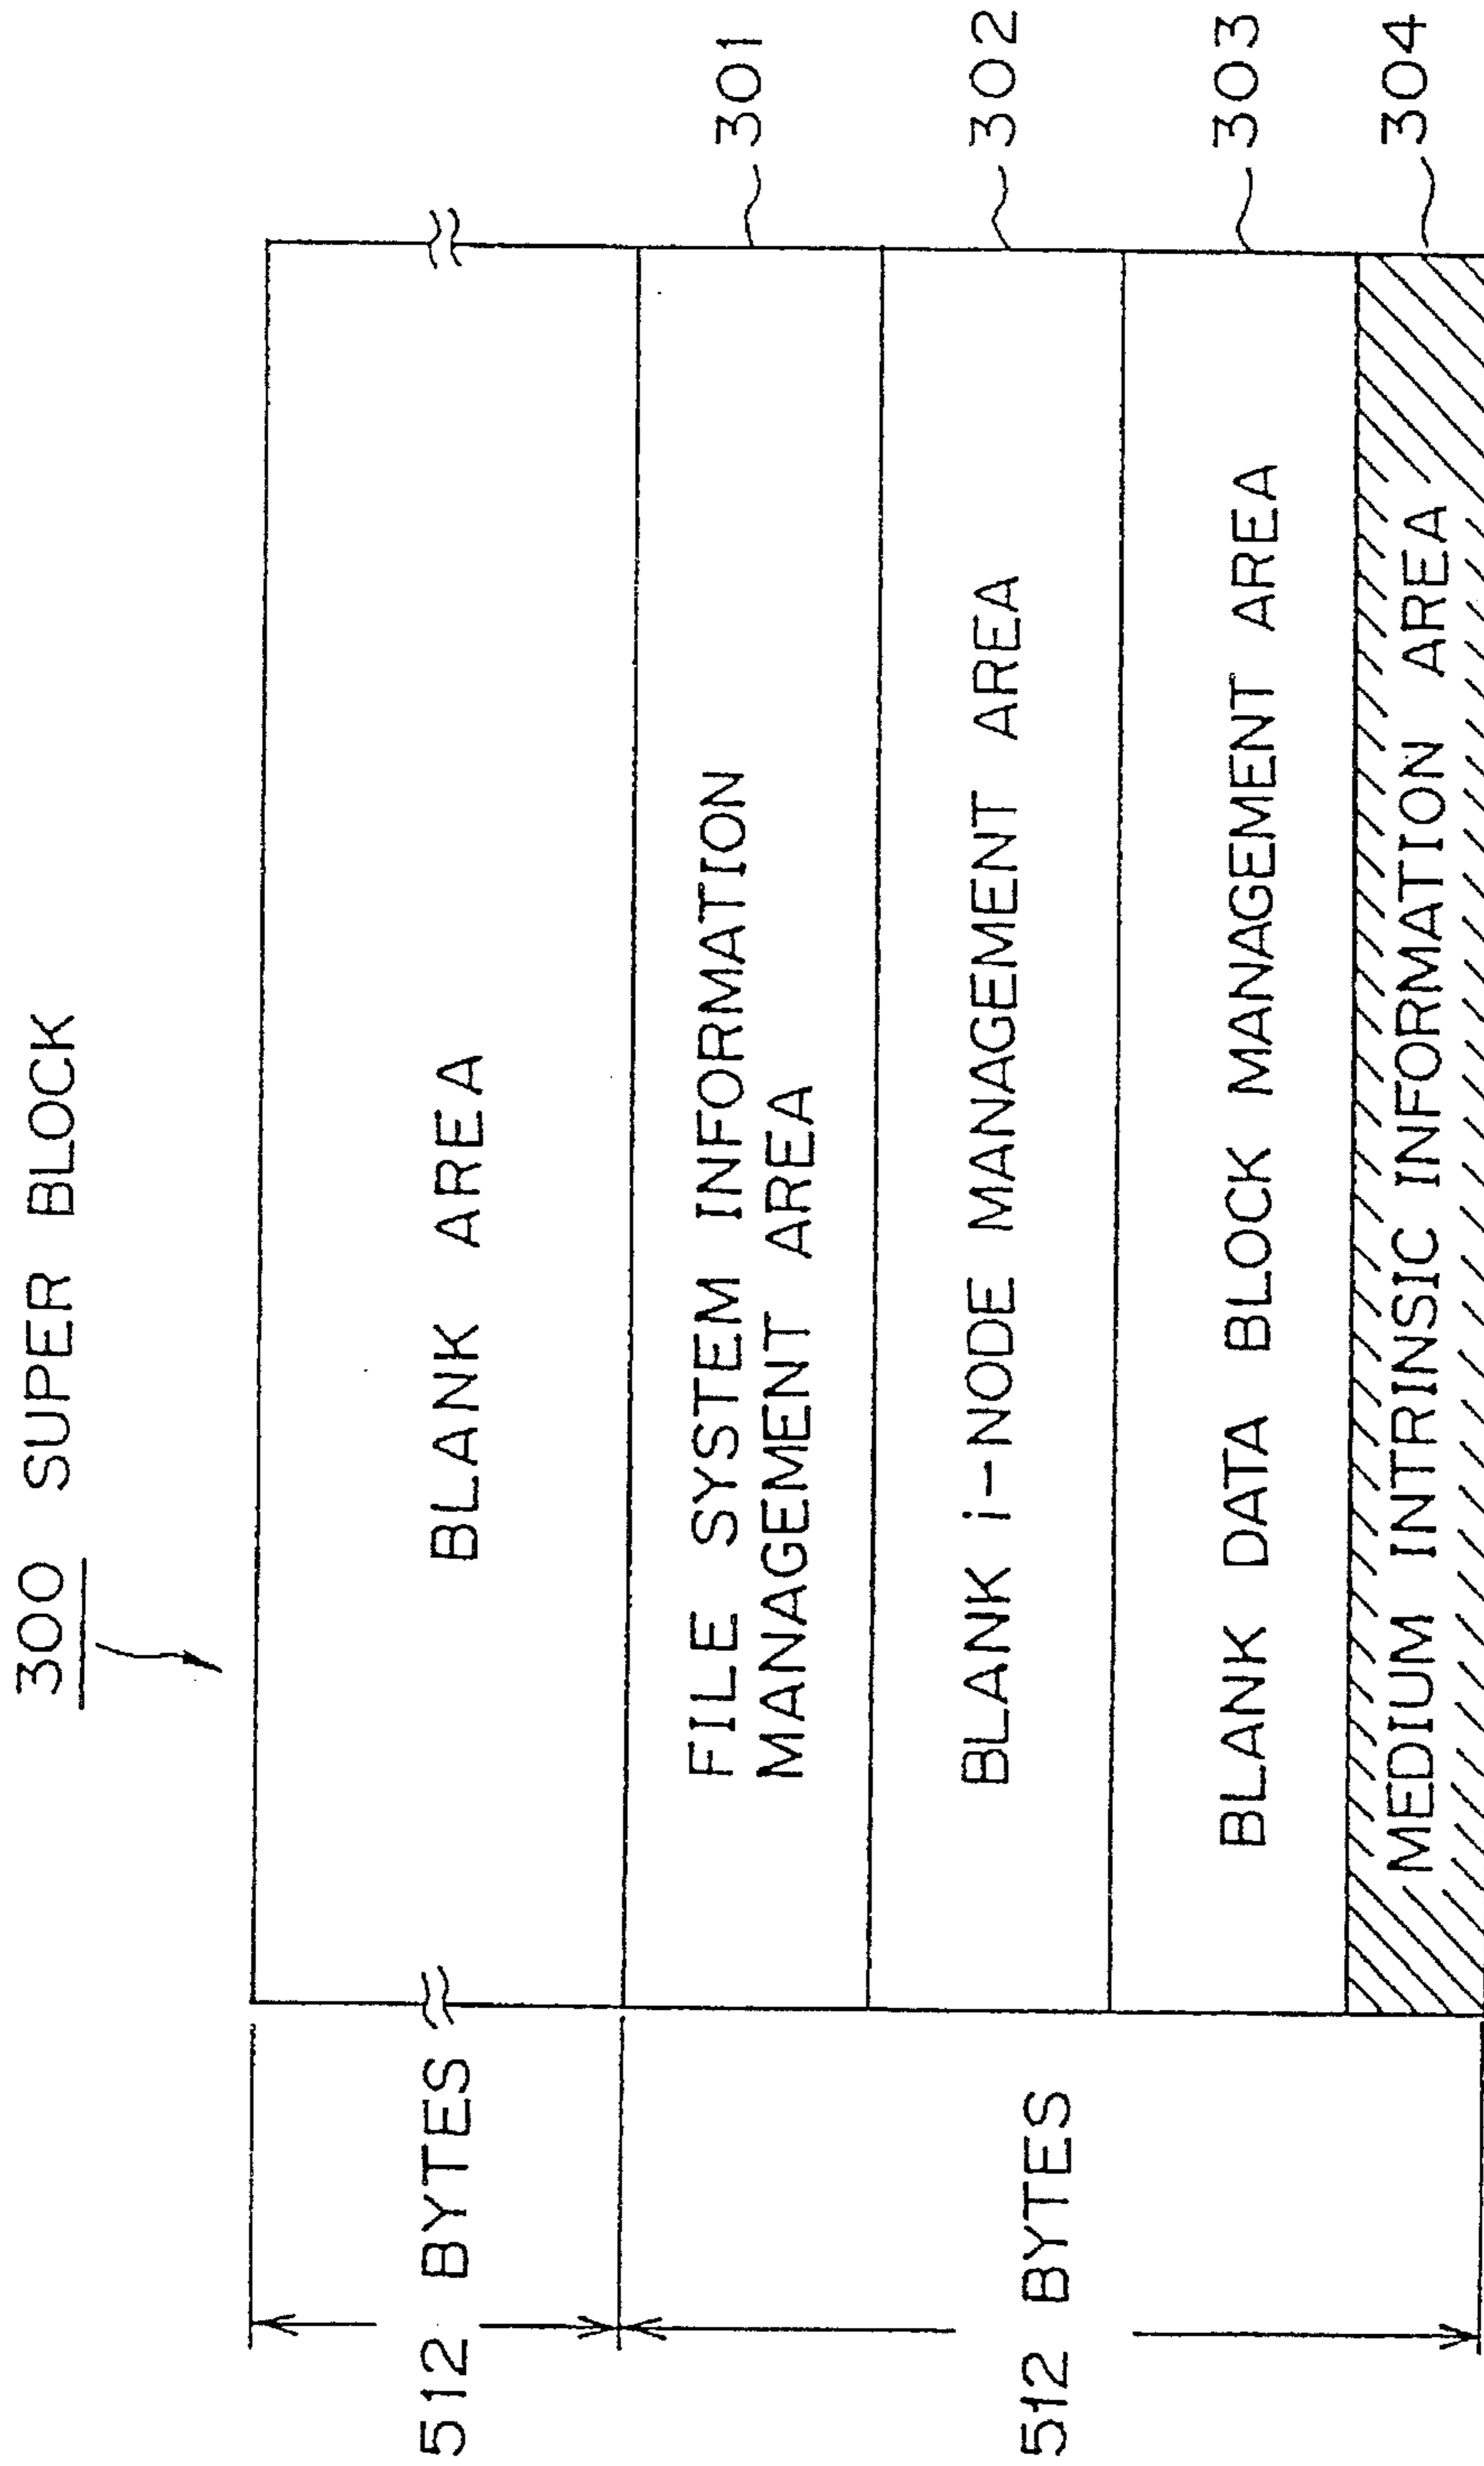 300 SUPER BLOCK
512 BYTES
BLANK AREA
512 BYTES
FILE SYSTEM INFORMATION
MANAGEMENT AREA
301
BLANK i-NODE MANAGEMENT AREA
302
BLANK DATA BLOCK MANAGEMENT AREA
303
MEDIUM INTRINSIC INFORMATION AREA
304